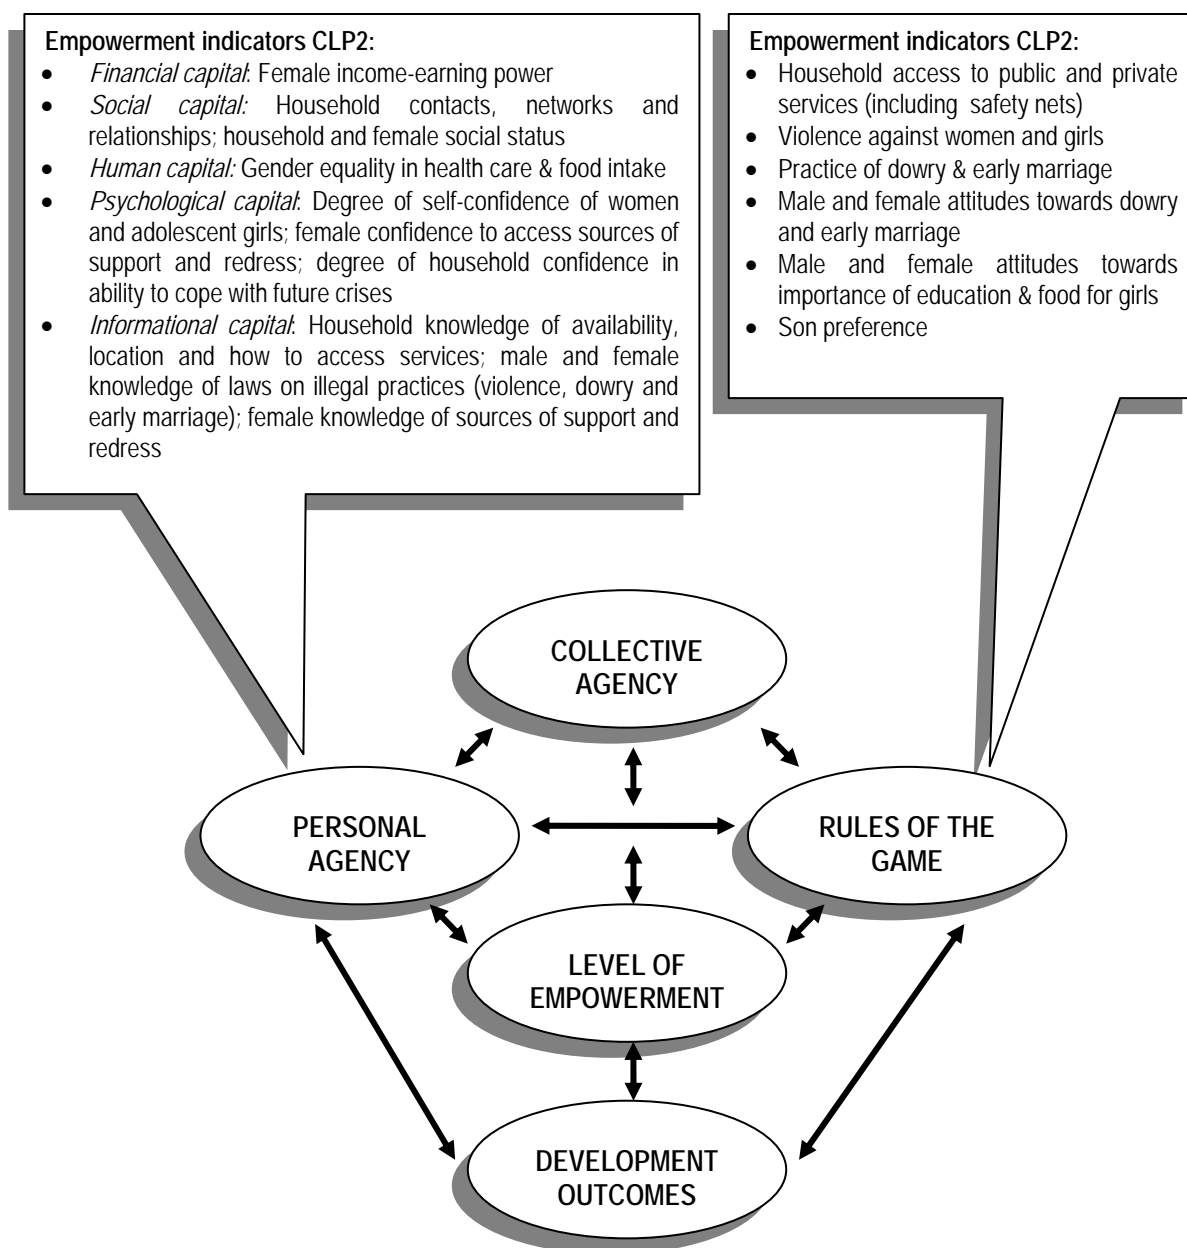 Empowerment indicators CLP2:
• Financial capital: Female income-earning power
• Social capital: Household contacts, networks and
relationships; household and female social status
• Human capital: Gender equality in health care & food intake
• Psychological capital: Degree of self-confidence of women
and adolescent girls; female confidence to access sources of
support and redress; degree of household confidence in
ability to cope with future crises
• Informational capital: Household knowledge of availability,
location and how to access services; male and female
knowledge of laws on illegal practices (violence, dowry and
early marriage); female knowledge of sources of support and
redress
Empowerment indicators CLP2:
• Household access to public and private
services (including safety nets)
• Violence against women and girls
• Practice of dowry & early marriage
• Male and female attitudes towards dowry
and early marriage
• Male and female attitudes towards
importance of education & food for girls
• Son preference
COLLECTIVE
AGENCY
PERSONAL
AGENCY
RULES OF THE
GAME
LEVEL OF
EMPOWERMENT
DEVELOPMENT
OUTCOMES